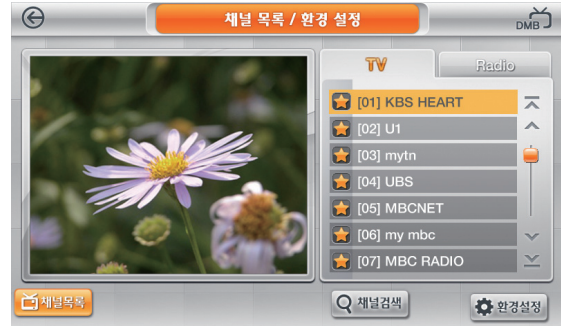 채널 목록 / 환경 설정
DMB
TV
Radio
[01] KBS HEART
[02] U1
[03] mytn
[04] UBS
[05] MBCNET
[06] my mbc
[07] MBC RADIO
채널목록
채널검색
환경설정